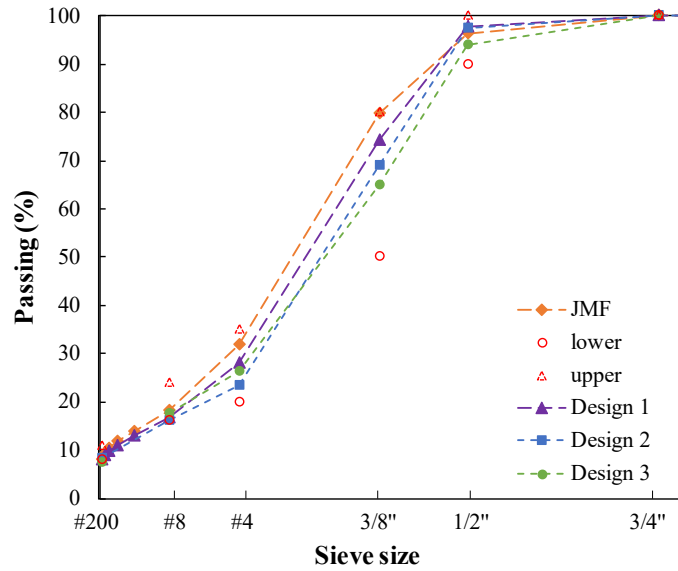 Passing (%)
100
90
80
70
60
50
40
30
20
10
0
JMF
lower
upper
Design 1
Design 2
Design 3
#200
#8
#4
3/8"
1/2"
3/4"
Sieve size